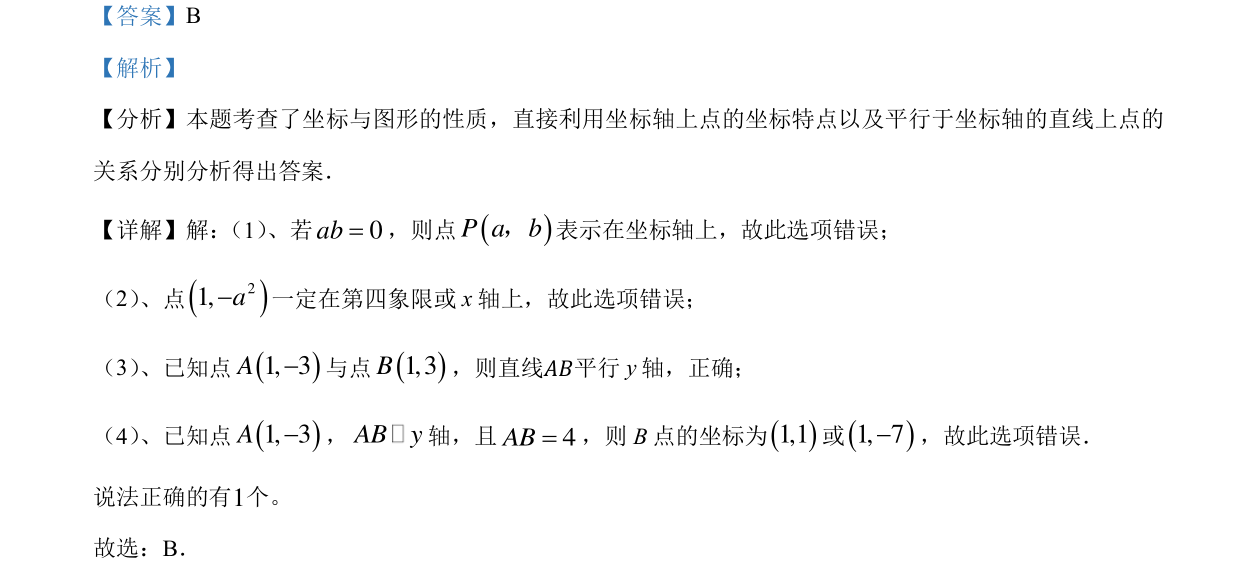 【答案】B
【解析】
【分析】本题考查了坐标与图形的性质，直接利用坐标轴上点的坐标特点以及平行于坐标轴的直线上点的
关系分别分析得出答案．
【详解】解：（1）、若 ab = 0 ，则点 P(a，b) 表示在坐标轴上，故此选项错误；
（2）、点 (1, −a²) 一定在第四象限或 x 轴上，故此选项错误；
（3）、已知点 A(1, −3) 与点 B(1, 3) ，则直线AB平行 y 轴，正确；
（4）、已知点 A(1, −3) ， AB□ y 轴，且 AB = 4 ，则 B 点的坐标为 (1,1) 或 (1, −7) ，故此选项错误．
说法正确的有1个。
故选：B．